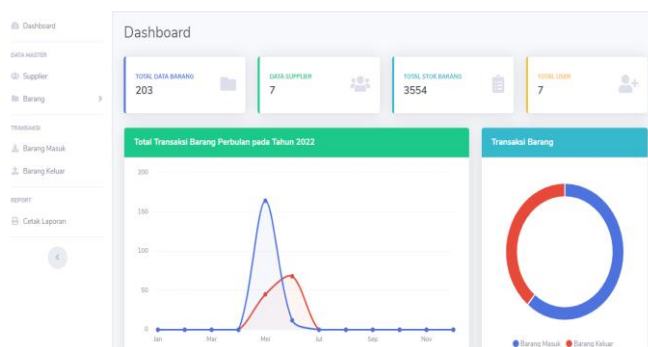 Dashboard
DATA MASTER
Supplier
Barang
TRANSAKSI
Barang Masuk
Barang Keluar
REPORT
Cetak Laporan
Dashboard
TOTAL DATA BARANG
203
DATA SUPPLIER
7
TOTAL STOK BARANG
3554
TOTAL USER
7
Total Transaksi Barang Perbulan pada Tahun 2022
200
150
100
50
0
Jan Mar Mei Jul Sep Nov
Transaksi Barang
Barang Masuk Barang Keluar